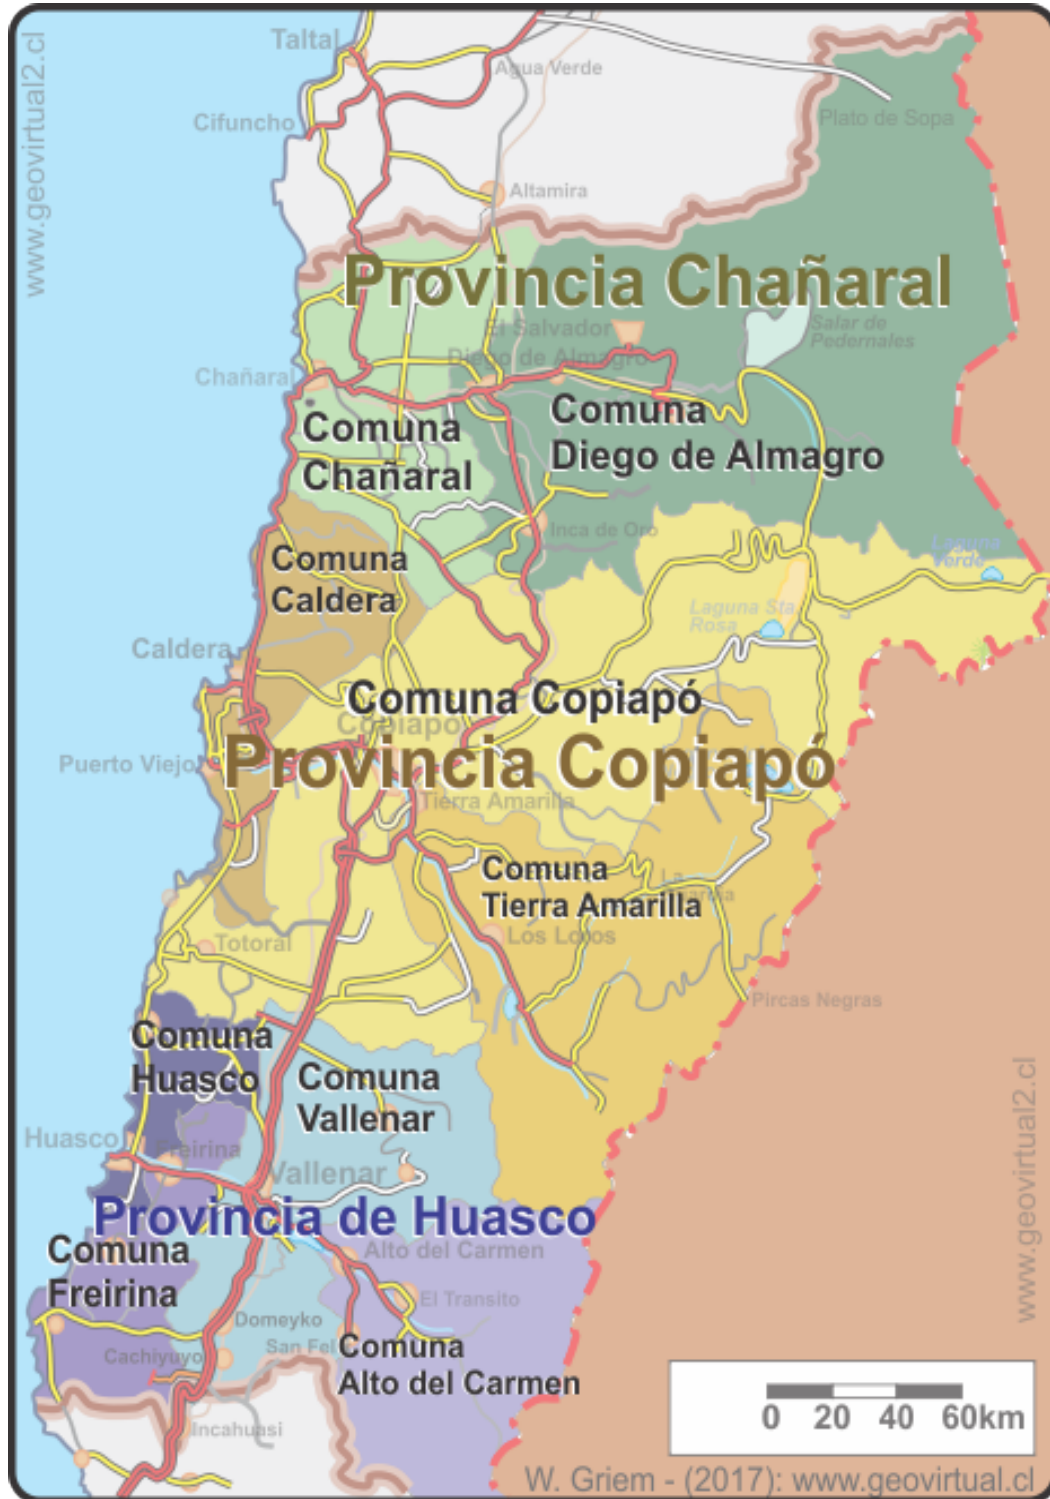 www.geovirtual2.cl
Taltal
Agua Verde
Cifuncho
Plato de Sopa
Altamira
Provincia Chañaral
El Salvador
Salar de
Pedernales
Diego de Almagro
Chañaral
Comuna
Chañaral
Comuna
Diego de Almagro
Inca de Oro
Laguna
Verde
Comuna
Caldera
Laguna Sta.
Rosa
Caldera
Comuna Copiapó
Copiapó
Provincia Copiapó
Puerto Viejo
Tierra Amarilla
Comuna
Tierra Amarilla
La
Los Loros
Totoral
Pircas Negras
Comuna
Huasco
Comuna
Vallenar
Huasco
Freirina
Vallenar
Provincia de Huasco
Comuna
Freirina
Alto del Carmen
El Transito
Domeyko
San Fel
Cachiyuyo
Comuna
Alto del Carmen
Incahuasi
www.geovirtual2.cl
0 20 40 60km
W. Griem - (2017): www.geovirtual.cl